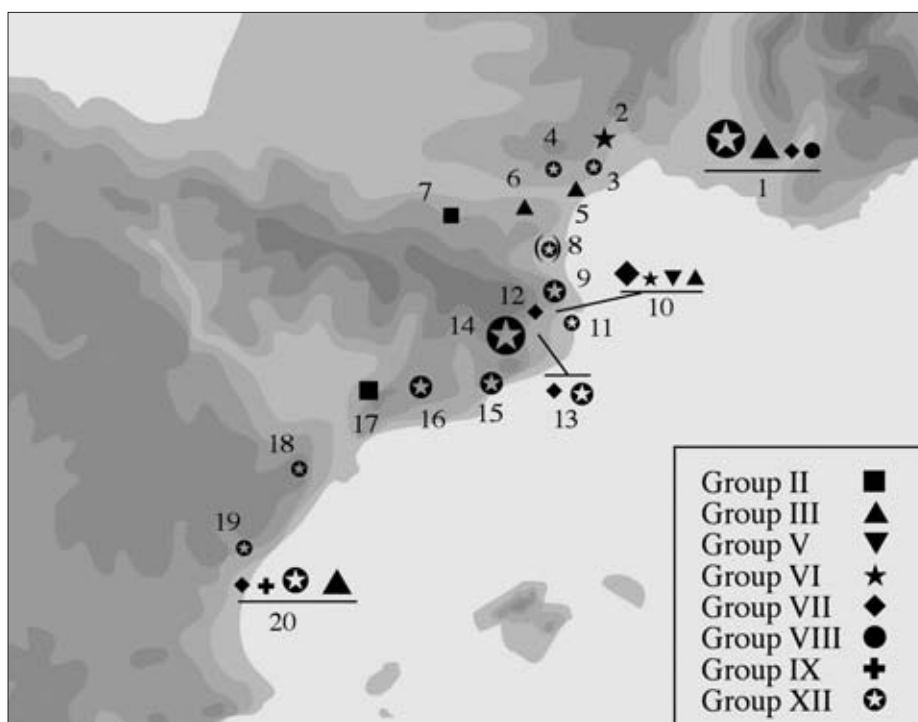 2
4
3
1
6
7
5
8
9
12
10
11
14
13
15
16
17
18
19
20
Group II
Group III
Group V
Group VI
Group VII
Group VIII
Group IX
Group XII